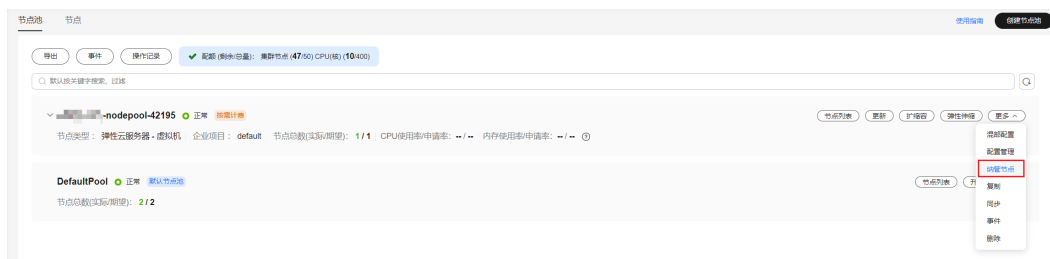 节点池 节点 使用指南 创建节点池
导出 事件 操作记录 配额 (剩余/总量): 集群节点 (47/50) CPU(核) (10/400)
默认按关键字搜索、过滤
-nodepool-42195 正常 按需计费 节点列表 更新 扩缩容 弹性伸缩 更多
节点类型 : 弹性云服务器 - 虚拟机 企业项目 : default 节点总数(实际/期望): 1 / 1 CPU使用率/申请率: -- / -- 内存使用率/申请率: -- / --
混部配置
配置管理
纳管节点
DefaultPool 正常 默认节点池 节点列表
复制
节点总数(实际/期望): 2 / 2
同步
事件
删除